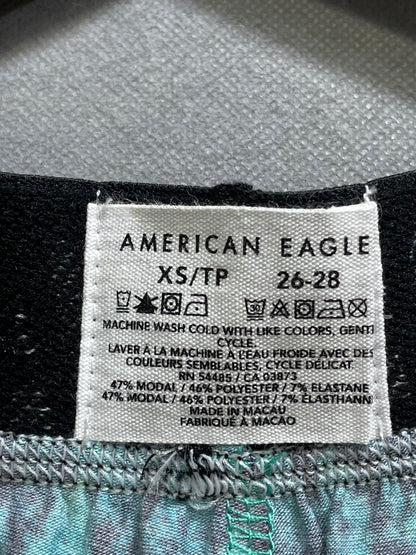 AMERICAN EAGLE
XS/TP 26-28
MACHINE WASH COLD WITH LIKE COLORS, GENTL
CYCLE.
LAVER À LA MACHINE À L'EAU FROIDE AVEC DES
COULEURS SEMBLABLES, CYCLE DÉLICAT.
RN 54485 / CA 03873
47% MODAL / 46% POLYESTER / 7% ELASTANE
47% MODAL / 46% POLYESTER / 7% ÉLASTHANN
MADE IN MACAU
FABRIQUÉ A MACAO